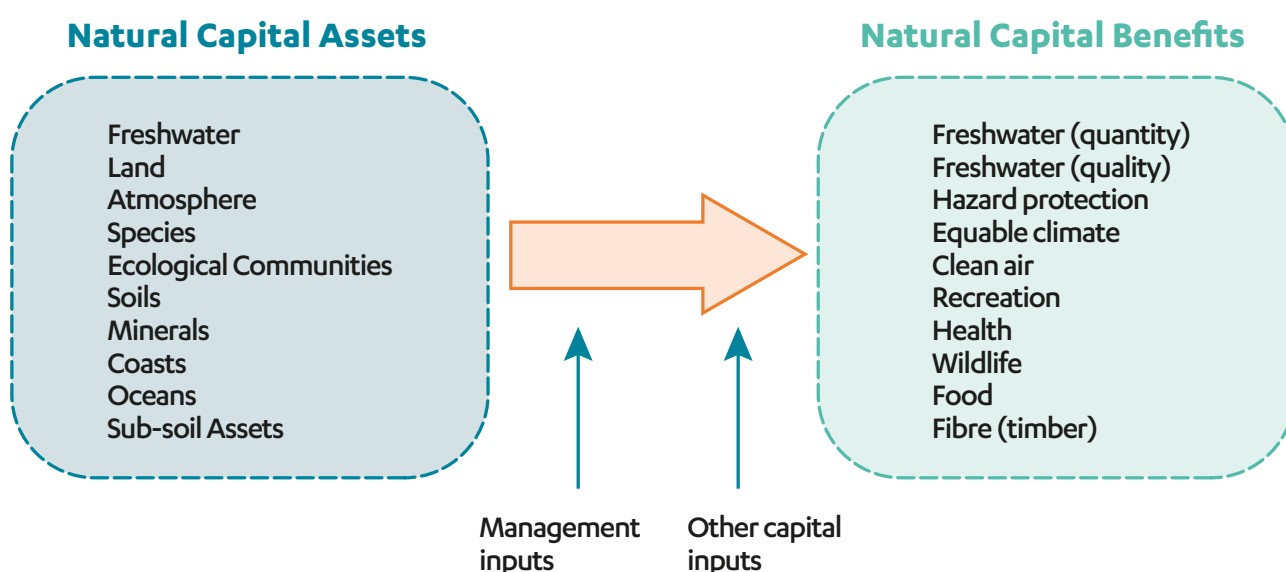 Natural Capital Assets
Freshwater
Land
Atmosphere
Species
Ecological Communities
Soils
Minerals
Coasts
Oceans
Sub-soil Assets
Management
inputs
Other capital
inputs
Natural Capital Benefits
Freshwater (quantity)
Freshwater (quality)
Hazard protection
Equable climate
Clean air
Recreation
Health
Wildlife
Food
Fibre (timber)